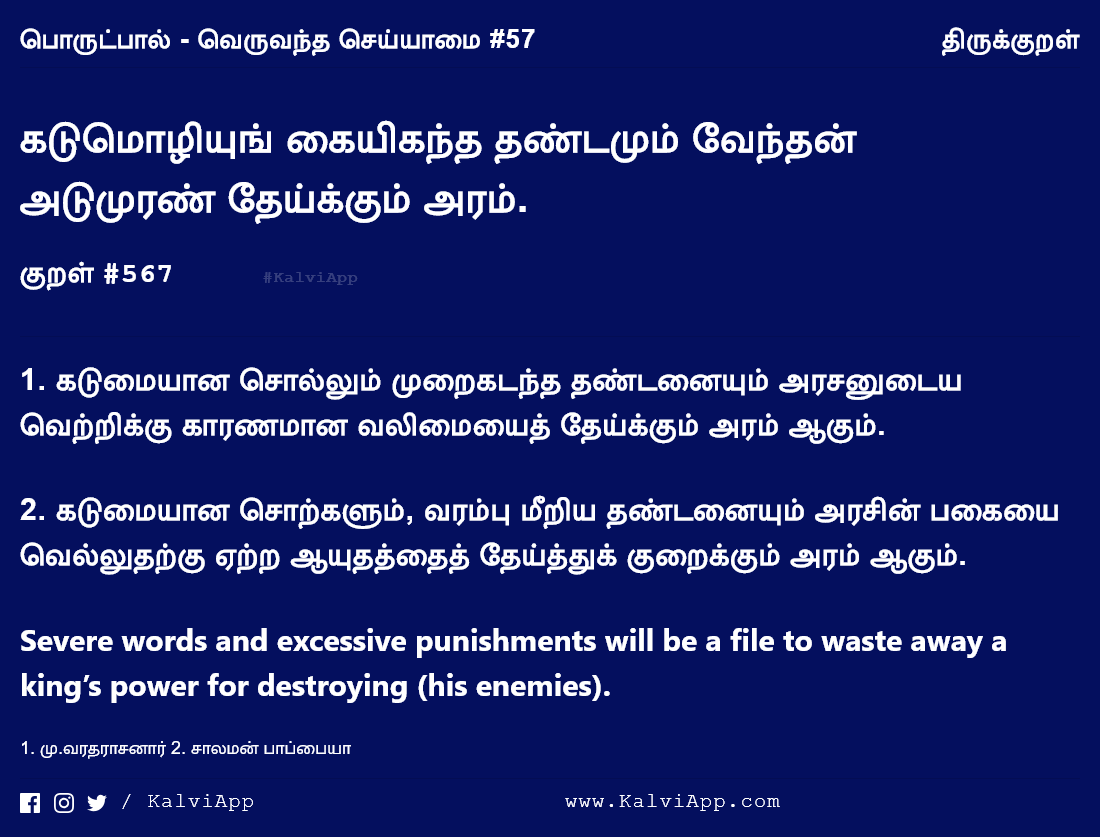 பொருட்பால் - வெருவந்த செய்யாமை #57 திருக்குறள்
கடுமொழியுங் கையிகந்த தண்டமும் வேந்தன்
அடுமுரண் தேய்க்கும் அரம்.
குறள் #567 #KalviApp
1. கடுமையான சொல்லும் முறைகடந்த தண்டனையும் அரசனுடைய
வெற்றிக்கு காரணமான வலிமையைத் தேய்க்கும் அரம் ஆகும்.
2. கடுமையான சொற்களும், வரம்பு மீறிய தண்டனையும் அரசின் பகையை
வெல்லுதற்கு ஏற்ற ஆயுதத்தைத் தேய்த்துக் குறைக்கும் அரம் ஆகும்.
Severe words and excessive punishments will be a file to waste away a
king’s power for destroying (his enemies).
1. மு.வரதராசனார் 2. சாலமன் பாப்பையா
/ KalviApp www.KalviApp.com